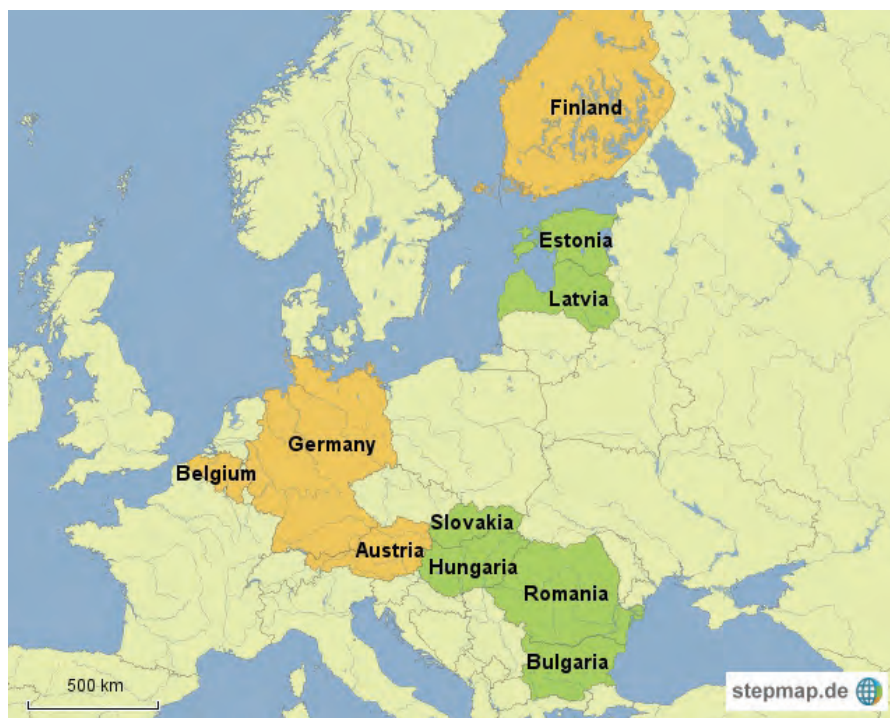 Finland
Estonia
Latvia
Germany
Belgium
Slovakia
Austria
Hungaria
Romania
Bulgaria
500 km
stepmap.de